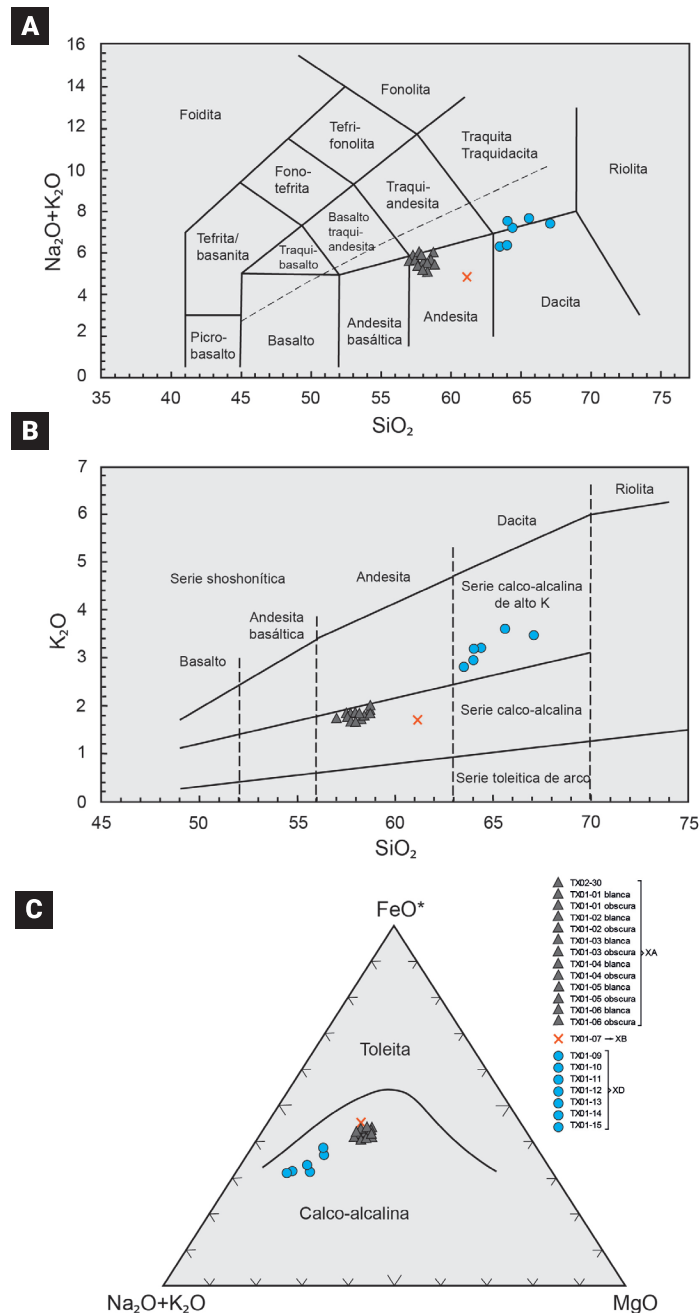 A
16
14
12
10
8
6
4
2
0
Na₂O+K₂O
Foidita
Fonolita
Tefri-
fonolita
Traquita
Traquidacita
Fono-
tefrita
Riolita
Traqui-
andesita
Basalto
traqui-
andesita
Tefrita/
basanita
Traqui-
basalto
Picro-
basalto
Basalto
Andesita
basáltica
Andesita
Dacita
35 40 45 50 55 60 65 70 75
SiO₂
B
7
6
5
4
3
2
1
0
K₂O
Riolita
Dacita
Serie shoshonítica
Andesita
Serie calco-alcalina
de alto K
Andesita
basáltica
Basalto
Serie calco-alcalina
Serie toleitica de arco
45 50 55 60 65 70 75
SiO₂
C
FeO*
Toleita
Calco-alcalina
Na₂O+K₂O
MgO
TX02-30
TX01-01 blanca
TX01-01 obscura
TX01-02 blanca
TX01-02 obscura
TX01-03 blanca
TX01-03 obscura
XA
TX01-04 blanca
TX01-04 obscura
TX01-05 blanca
TX01-05 obscura
TX01-06 blanca
TX01-06 obscura
TX01-07 → XB
TX01-09
TX01-10
TX01-11
TX01-12
XD
TX01-13
TX01-14
TX01-15